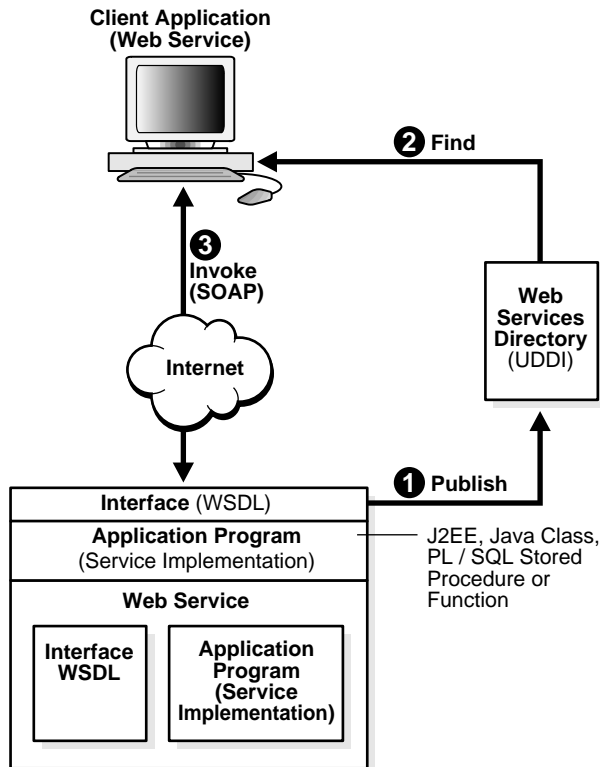 Client Application
(Web Service)
2 Find
3
Invoke
(SOAP)
Web
Services
Directory
(UDDI)
Internet
1 Publish
Interface (WSDL)
Application Program
(Service Implementation)
J2EE, Java Class,
PL / SQL Stored
Procedure or
Function
Web Service
Interface
WSDL
Application
Program
(Service
Implementation)